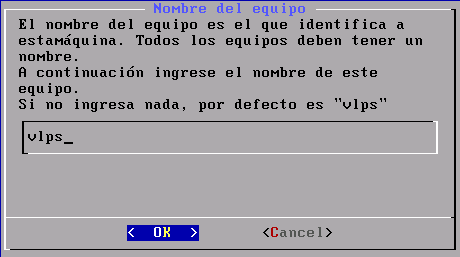 Nombre del equipo
El nombre del equipo es el que identifica a
estamáquina. Todos los equipos deben tener un
nombre.
A continuación ingrese el nombre de este
equipo.
Si no ingresa nada, por defecto es "vlps"
vlps_
< OK > <Cancel>